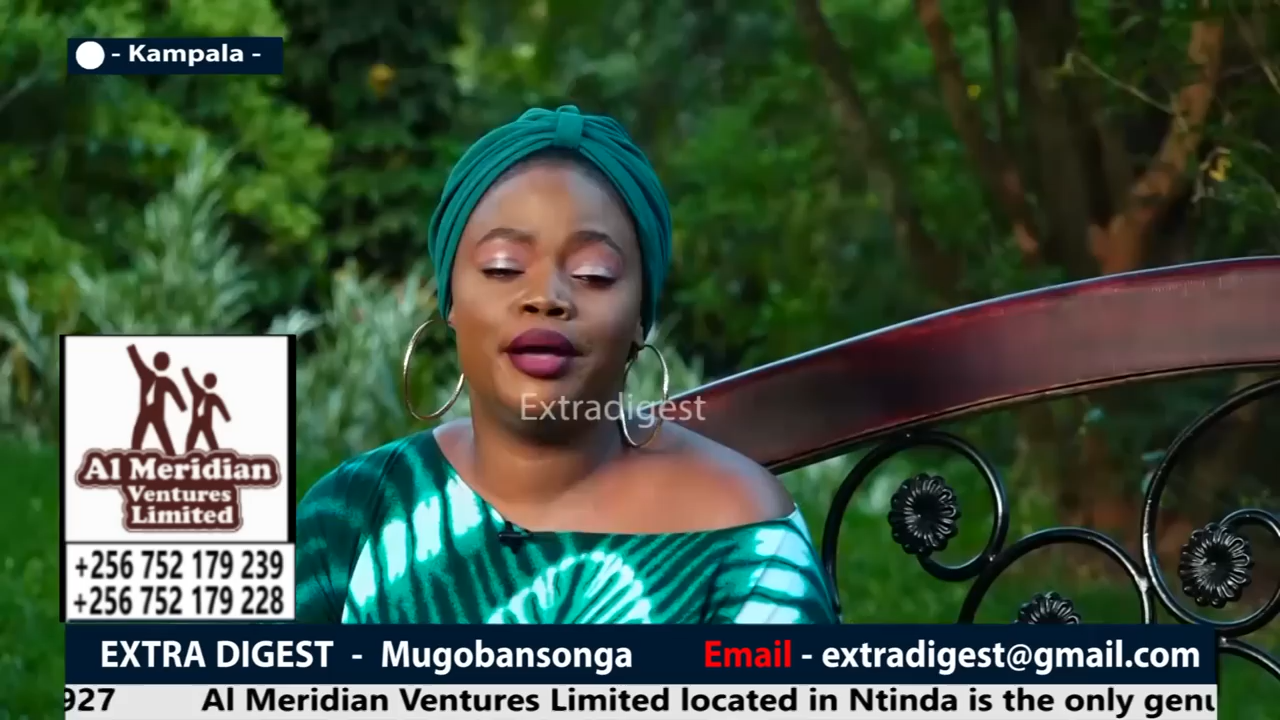 - Kampala -
Extradigest
Al Meridian
Ventures
Limited
+256 752 179 239
+256 752 179 228
EXTRA DIGEST - Mugobansonga Email - extradigest@gmail.com
927 Al Meridian Ventures Limited located in Ntinda is the only